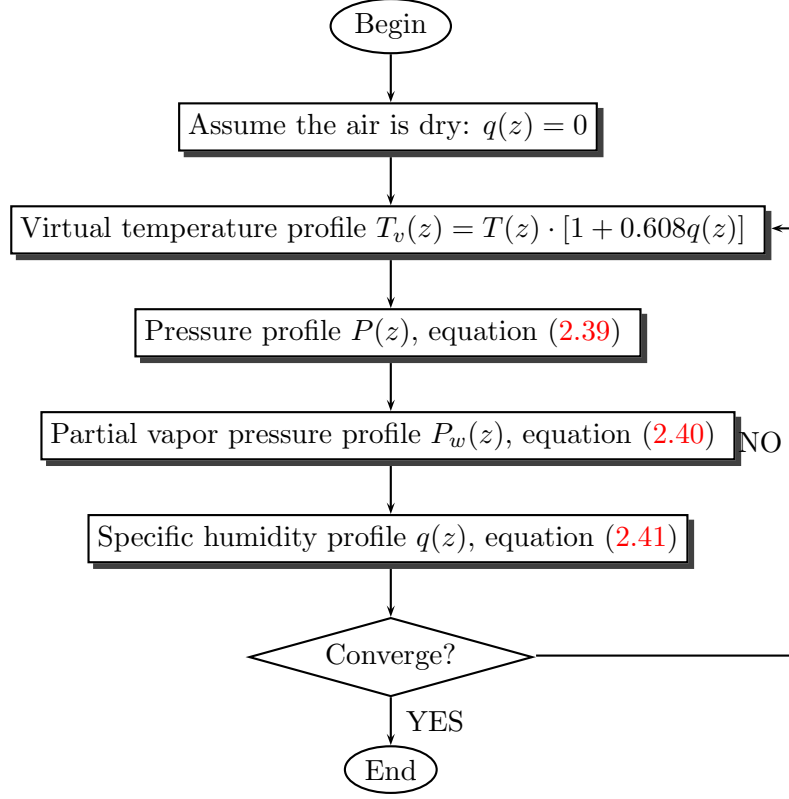 Begin
Assume the air is dry: q(z) = 0
Virtual temperature profile T_v(z) = T(z) · [1 + 0.608q(z)]
Pressure profile P(z), equation (2.39)
Partial vapor pressure profile P_w(z), equation (2.40)
NO
Specific humidity profile q(z), equation (2.41)
Converge?
YES
End